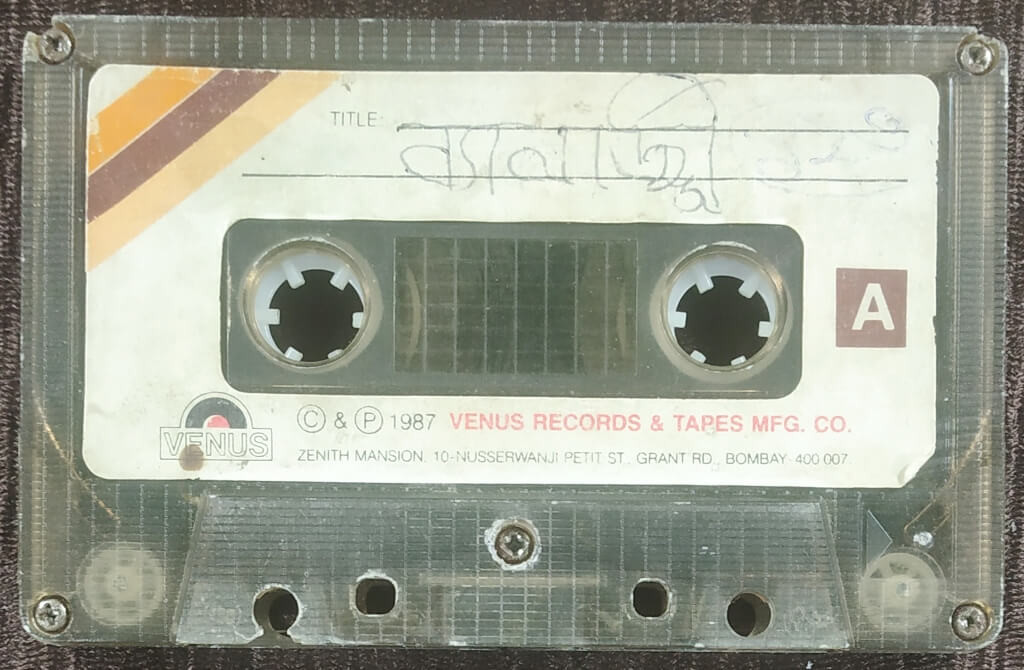 TITLE:
A
VENUS
© & ℗ 1987 VENUS RECORDS & TAPES MFG. CO.
ZENITH MANSION, 10-NUSSERWANJI PETIT ST., GRANT RD., BOMBAY-400 007.